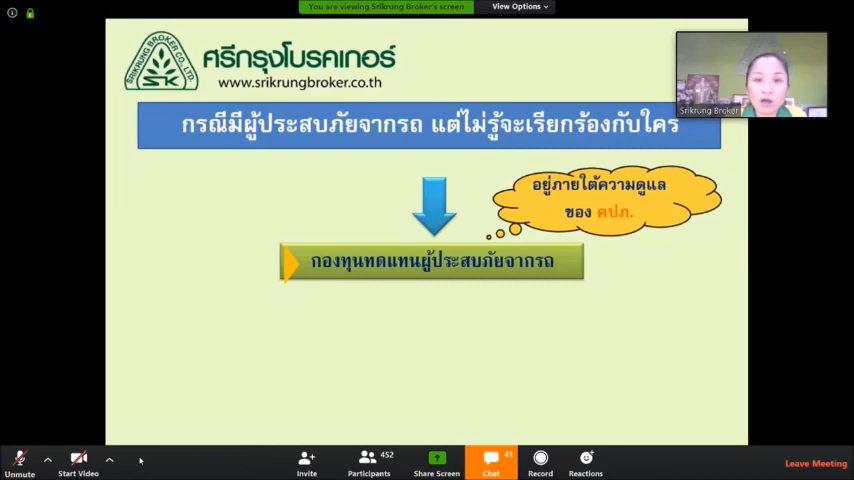 You are viewing Srikrung Broker's screen
View Options
SRIKRUNG BROKER CO.,LTD.
SK
ศรีกรุงโบรคเกอร์
www.srikrungbroker.co.th
Srikrung Broker
กรณีมีผู้ประสบภัยจากรถ แต่ไม่รู้จะเรียกร้องกับใคร
อยู่ภายใต้ความดูแล
ของ คปภ.
กองทุนทดแทนผู้ประสบภัยจากรถ
Unmute
Start Video
Invite
452
Participants
Share Screen
41
Chat
Record
Reactions
Leave Meeting